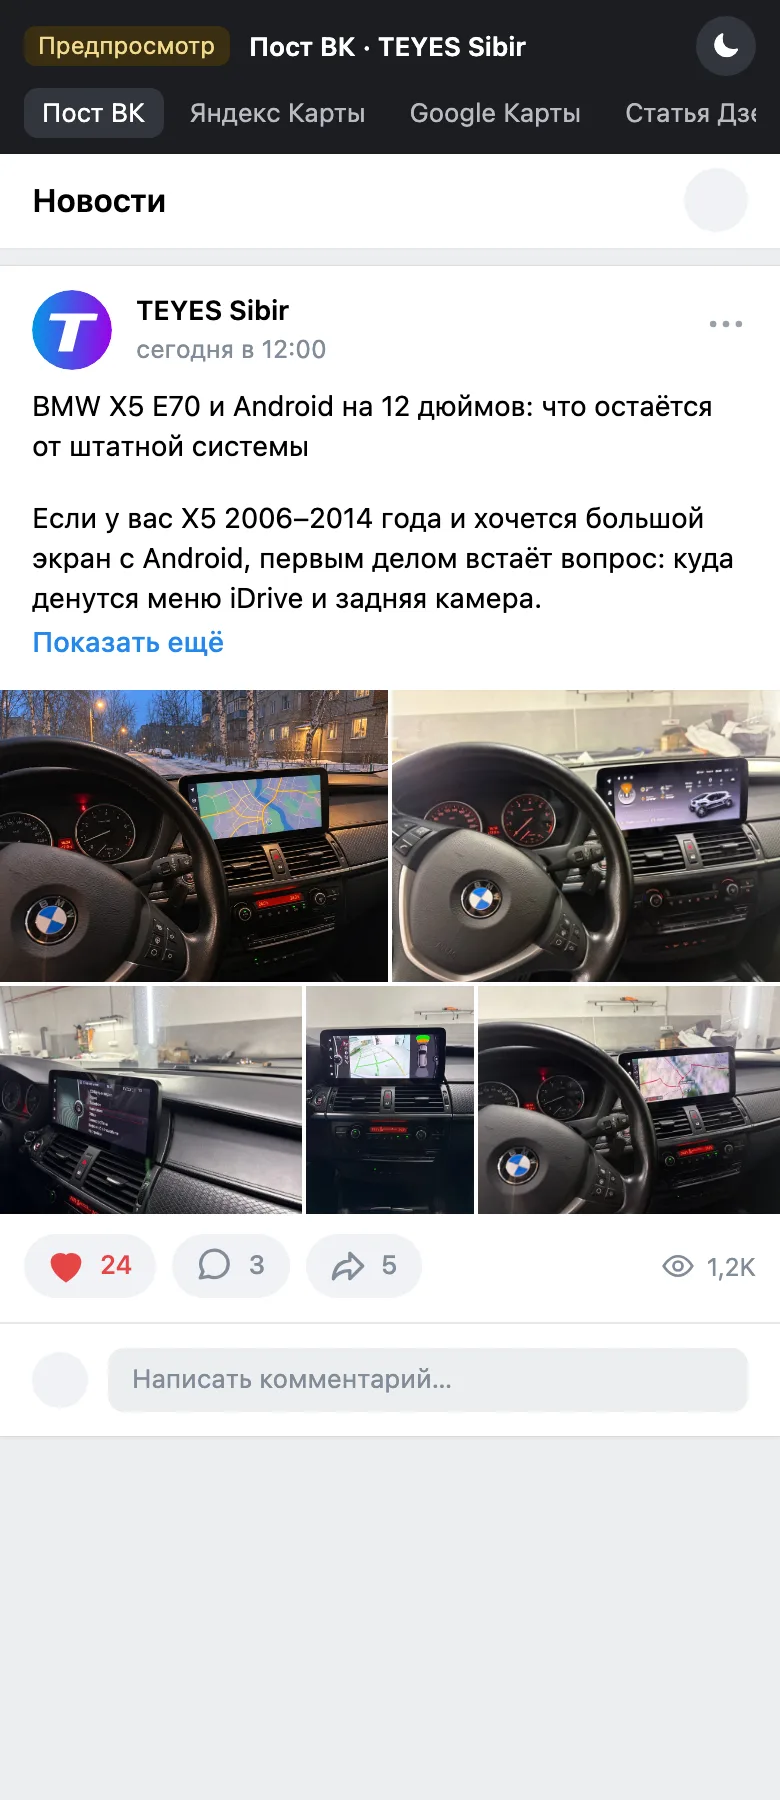 Предпросмотр
Пост ВК · TEYES Sibir
Пост ВК
Яндекс Карты
Google Карты
Статья Дзе
Новости
T
TEYES Sibir
сегодня в 12:00
BMW X5 E70 и Android на 12 дюймов: что остаётся
от штатной системы
Если у вас X5 2006–2014 года и хочется большой
экран с Android, первым делом встаёт вопрос: куда
денутся меню iDrive и задняя камера.
Показать ещё
BMW
24
3
5
1,2K
Написать комментарий...